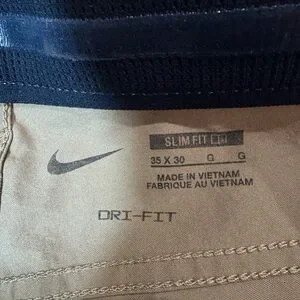 SLIM FIT
35 X 30 G G
MADE IN VIETNAM
FABRIQUE AU VIETNAM
DRI-FIT